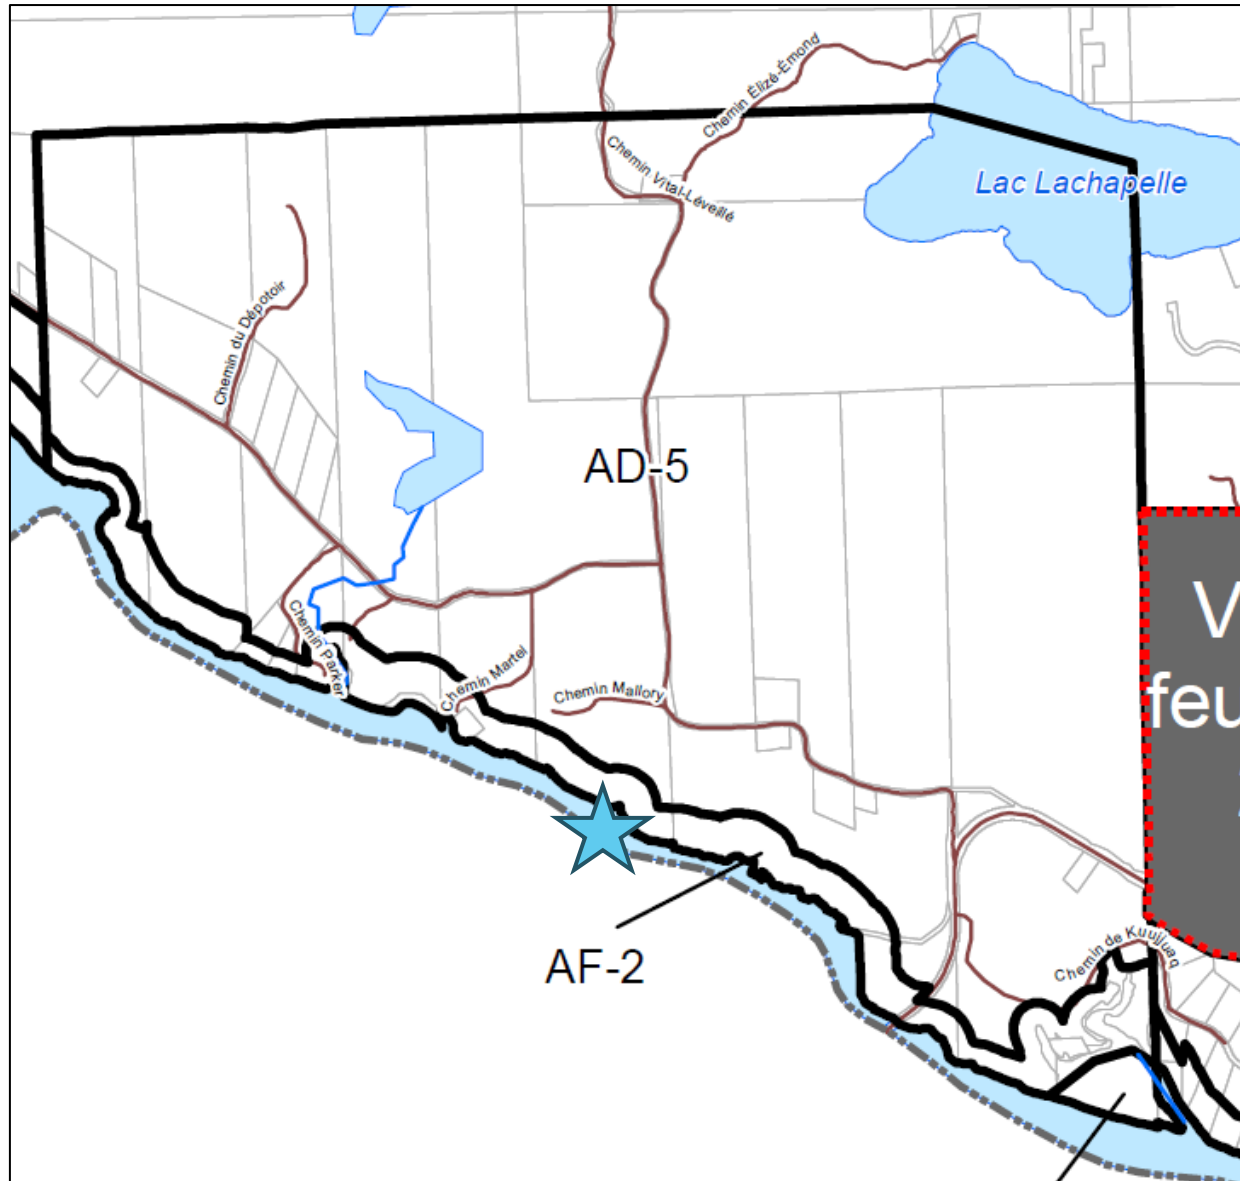 Chemin Élizé-Émond
Chemin Vital-Léveillé
Lac Lachapelle
Chemin du Dépotoir
AD-5
V
feu
Chemin Parker
Chemin Martel
Chemin Mallory
AF-2
Chemin de Kuujjuaq